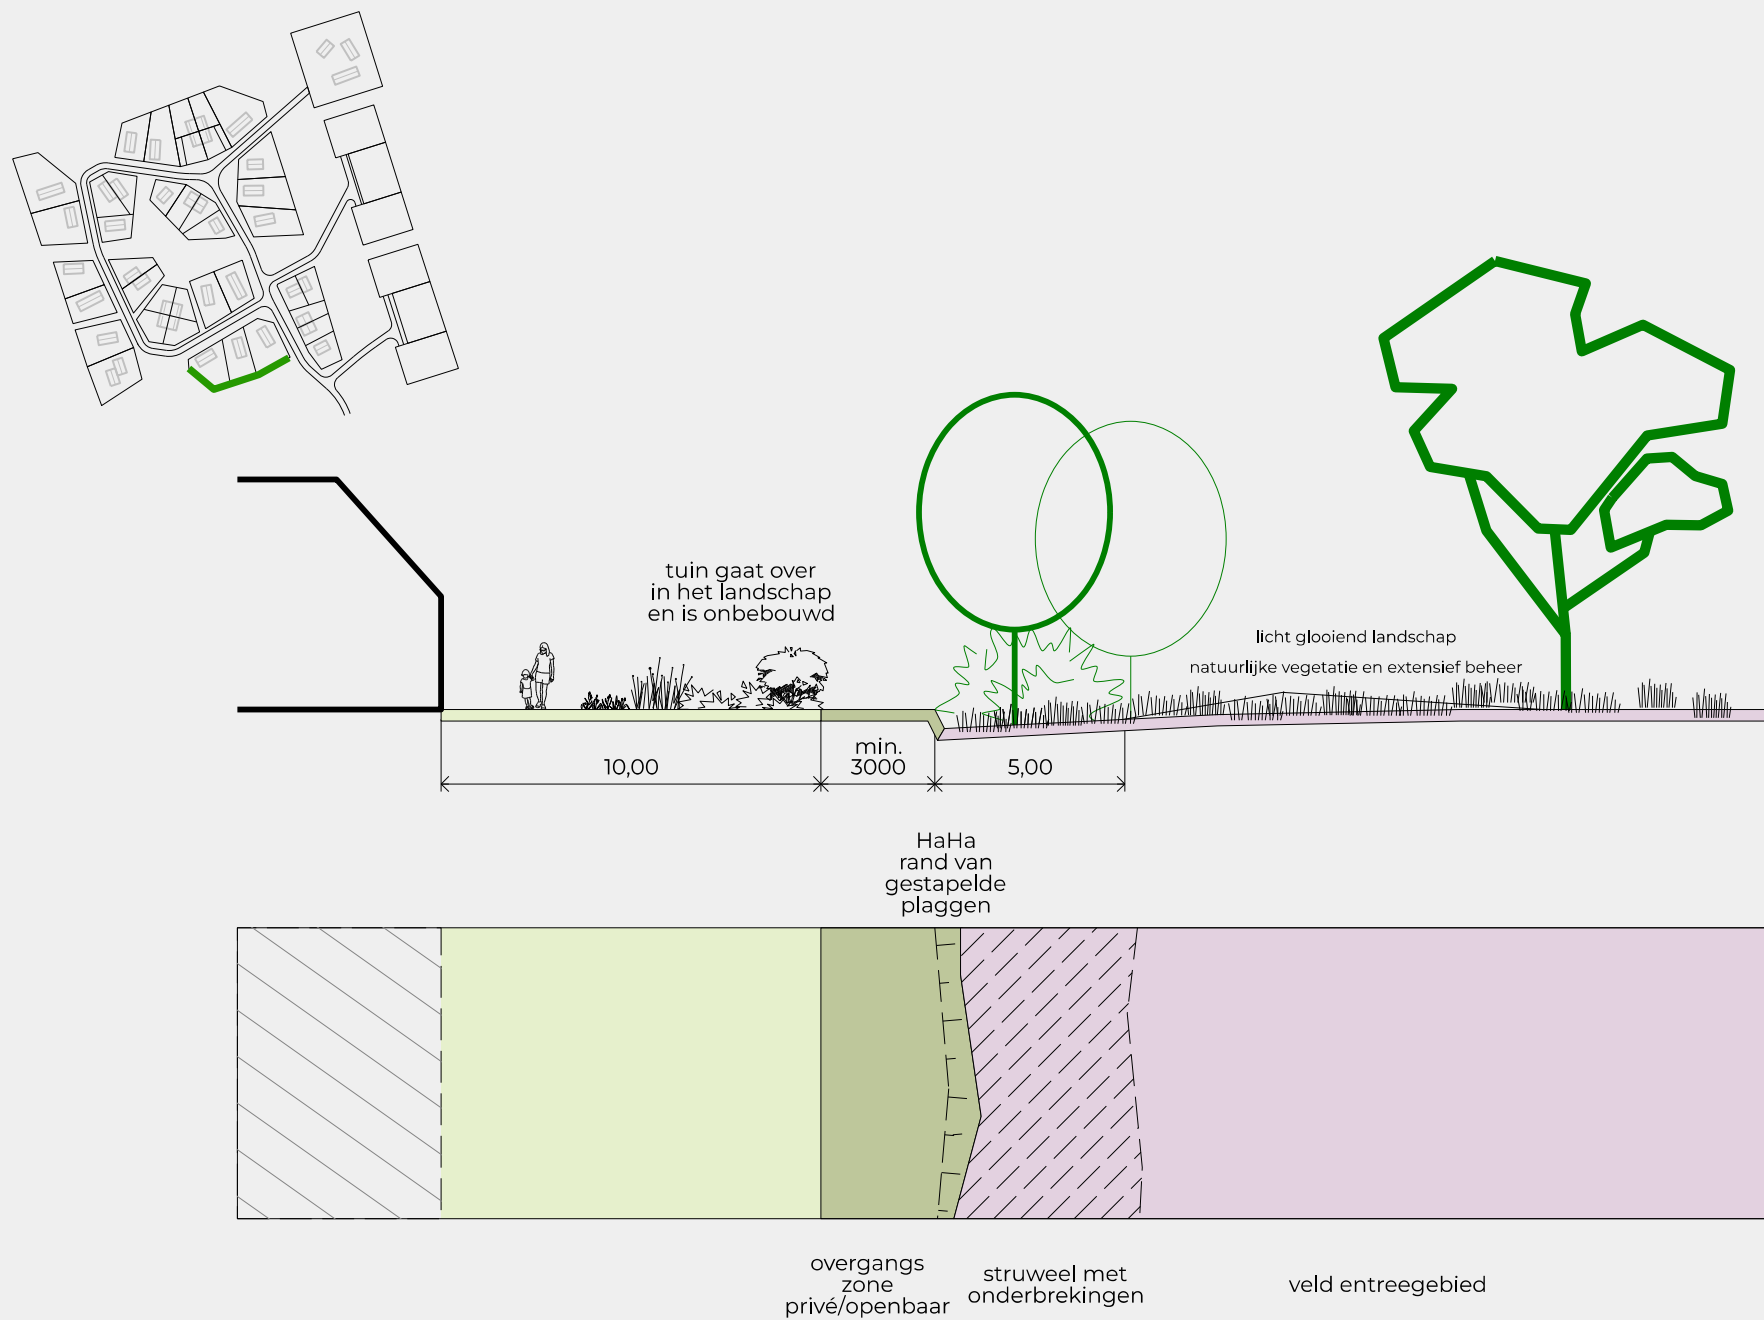 tuin gaat over
in het landschap
en is onbebouwd
licht glooiend landschap
natuurlijke vegetatie en extensief beheer
10,00
min.
3000
5,00
HaHa
rand van
gestapelde
plaggen
overgangs
zone
privé/openbaar
struweel met
onderbrekingen
veld entreegebied